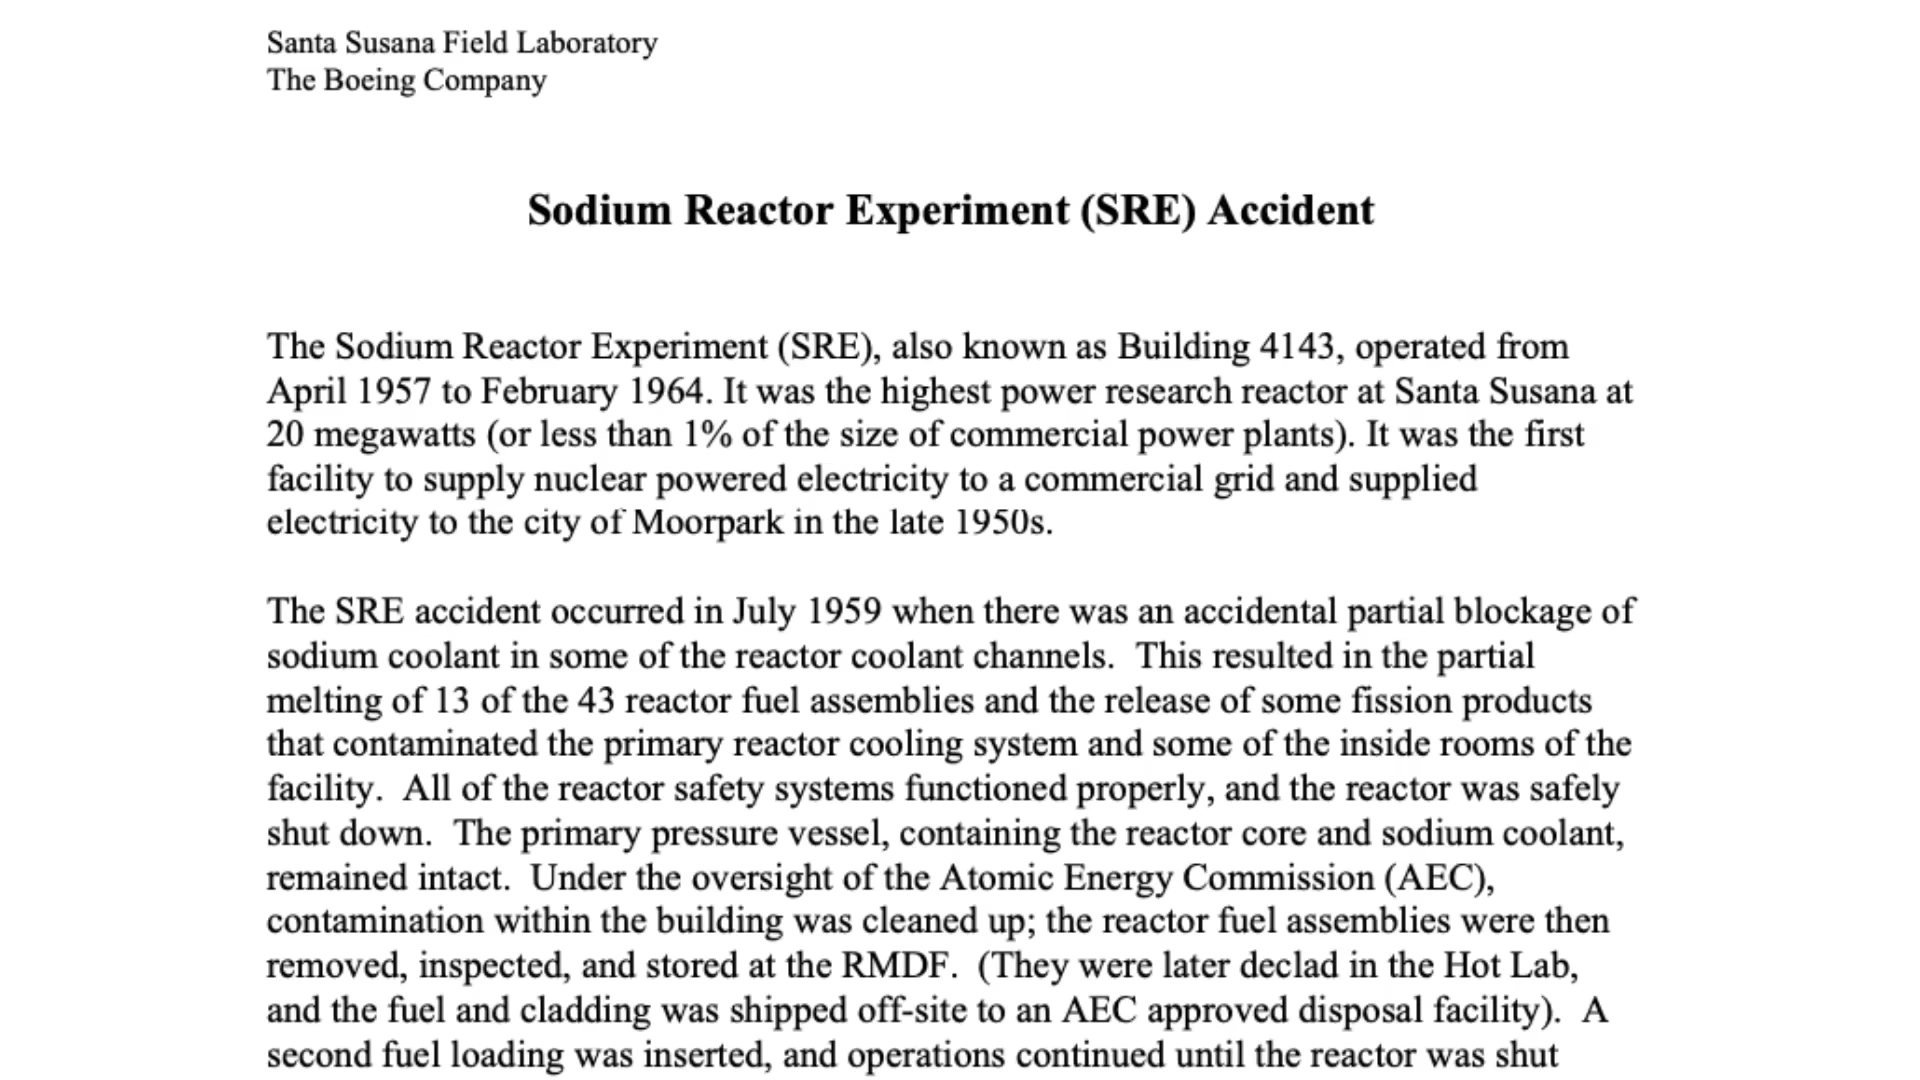 Santa Susana Field Laboratory
The Boeing Company
Sodium Reactor Experiment (SRE) Accident
The Sodium Reactor Experiment (SRE), also known as Building 4143, operated from
April 1957 to February 1964. It was the highest power research reactor at Santa Susana at
20 megawatts (or less than 1% of the size of commercial power plants). It was the first
facility to supply nuclear powered electricity to a commercial grid and supplied
electricity to the city of Moorpark in the late 1950s.
The SRE accident occurred in July 1959 when there was an accidental partial blockage of
sodium coolant in some of the reactor coolant channels.  This resulted in the partial
melting of 13 of the 43 reactor fuel assemblies and the release of some fission products
that contaminated the primary reactor cooling system and some of the inside rooms of the
facility.  All of the reactor safety systems functioned properly, and the reactor was safely
shut down.  The primary pressure vessel, containing the reactor core and sodium coolant,
remained intact.  Under the oversight of the Atomic Energy Commission (AEC),
contamination within the building was cleaned up; the reactor fuel assemblies were then
removed, inspected, and stored at the RMDF.  (They were later declad in the Hot Lab,
and the fuel and cladding was shipped off-site to an AEC approved disposal facility).  A
second fuel loading was inserted, and operations continued until the reactor was shut